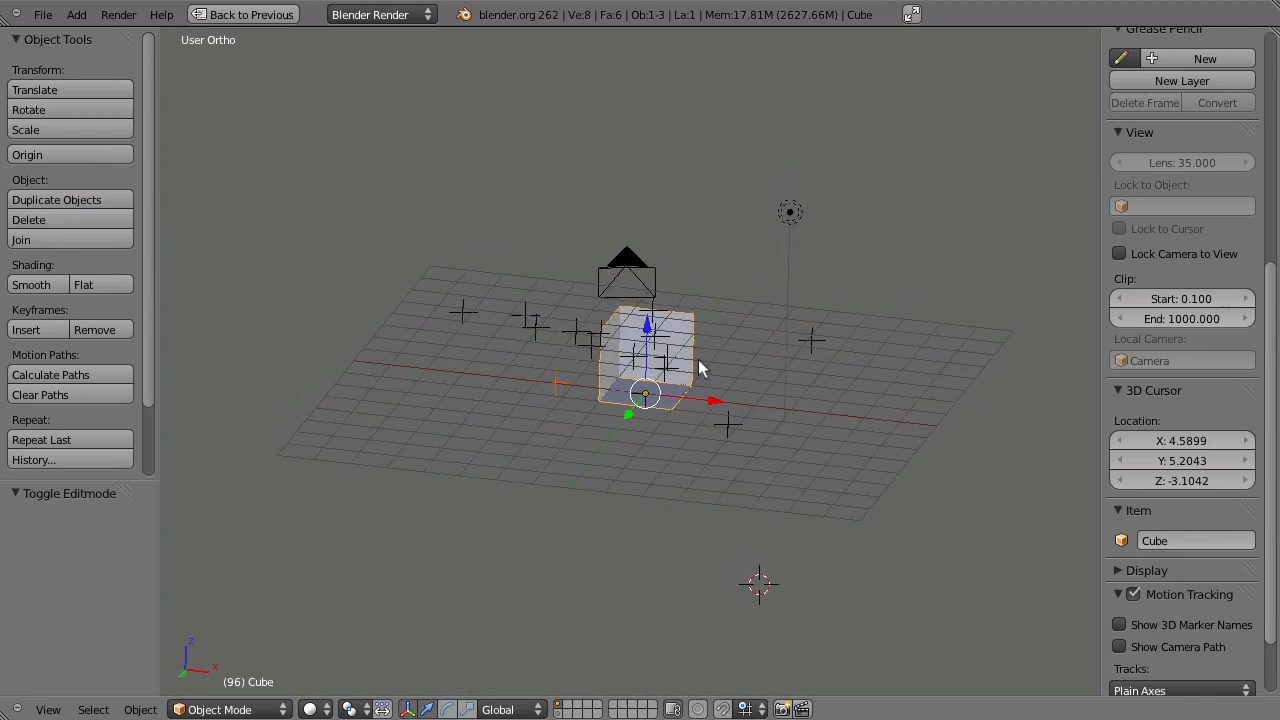 File Add Render Help Back to Previous Blender Render blender.org 262 | Ve:8 | Fa:6 | Ob:1-3 | La:1 | Mem:17.81M (2627.66M) | Cube
Object Tools
Transform:
Translate
Rotate
Scale
Origin
Object:
Duplicate Objects
Delete
Join
Shading:
Smooth Flat
Keyframes:
Insert Remove
Motion Paths:
Calculate Paths
Clear Paths
Repeat:
Repeat Last
History...
Toggle Editmode
User Ortho
z
x
(96) Cube
Grease Pencil
New
New Layer
Delete Frame Convert
View
Lens: 35.000
Lock to Object:
Lock to Cursor
Lock Camera to View
Clip:
Start: 0.100
End: 1000.000
Local Camera:
Camera
3D Cursor
Location:
X: 4.5899
Y: 5.2043
Z: -3.1042
Item
Cube
Display
Motion Tracking
Show 3D Marker Names
Show Camera Path
Tracks:
Plain Axes
View Select Object Object Mode Global